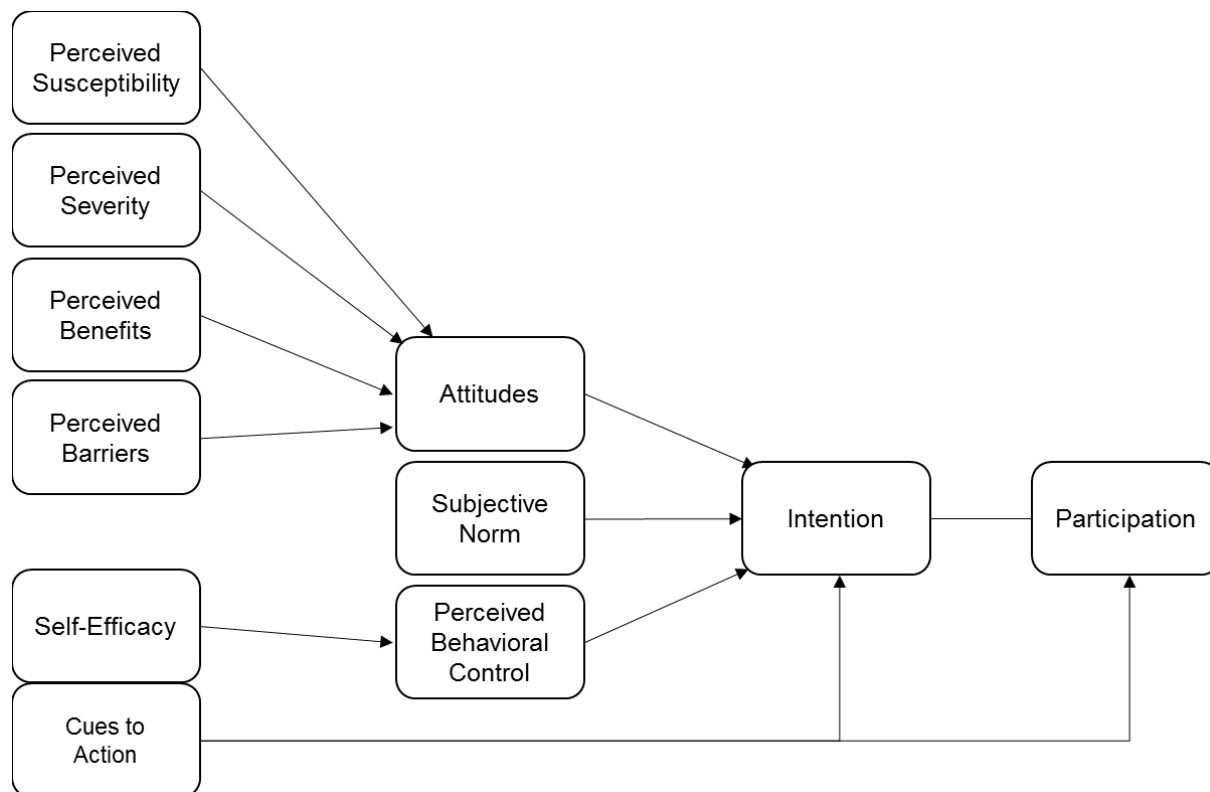 Perceived
Susceptibility
Perceived
Severity
Perceived
Benefits
Perceived
Barriers
Attitudes
Subjective
Norm
Intention
Participation
Self-Efficacy
Perceived
Behavioral
Control
Cues to
Action